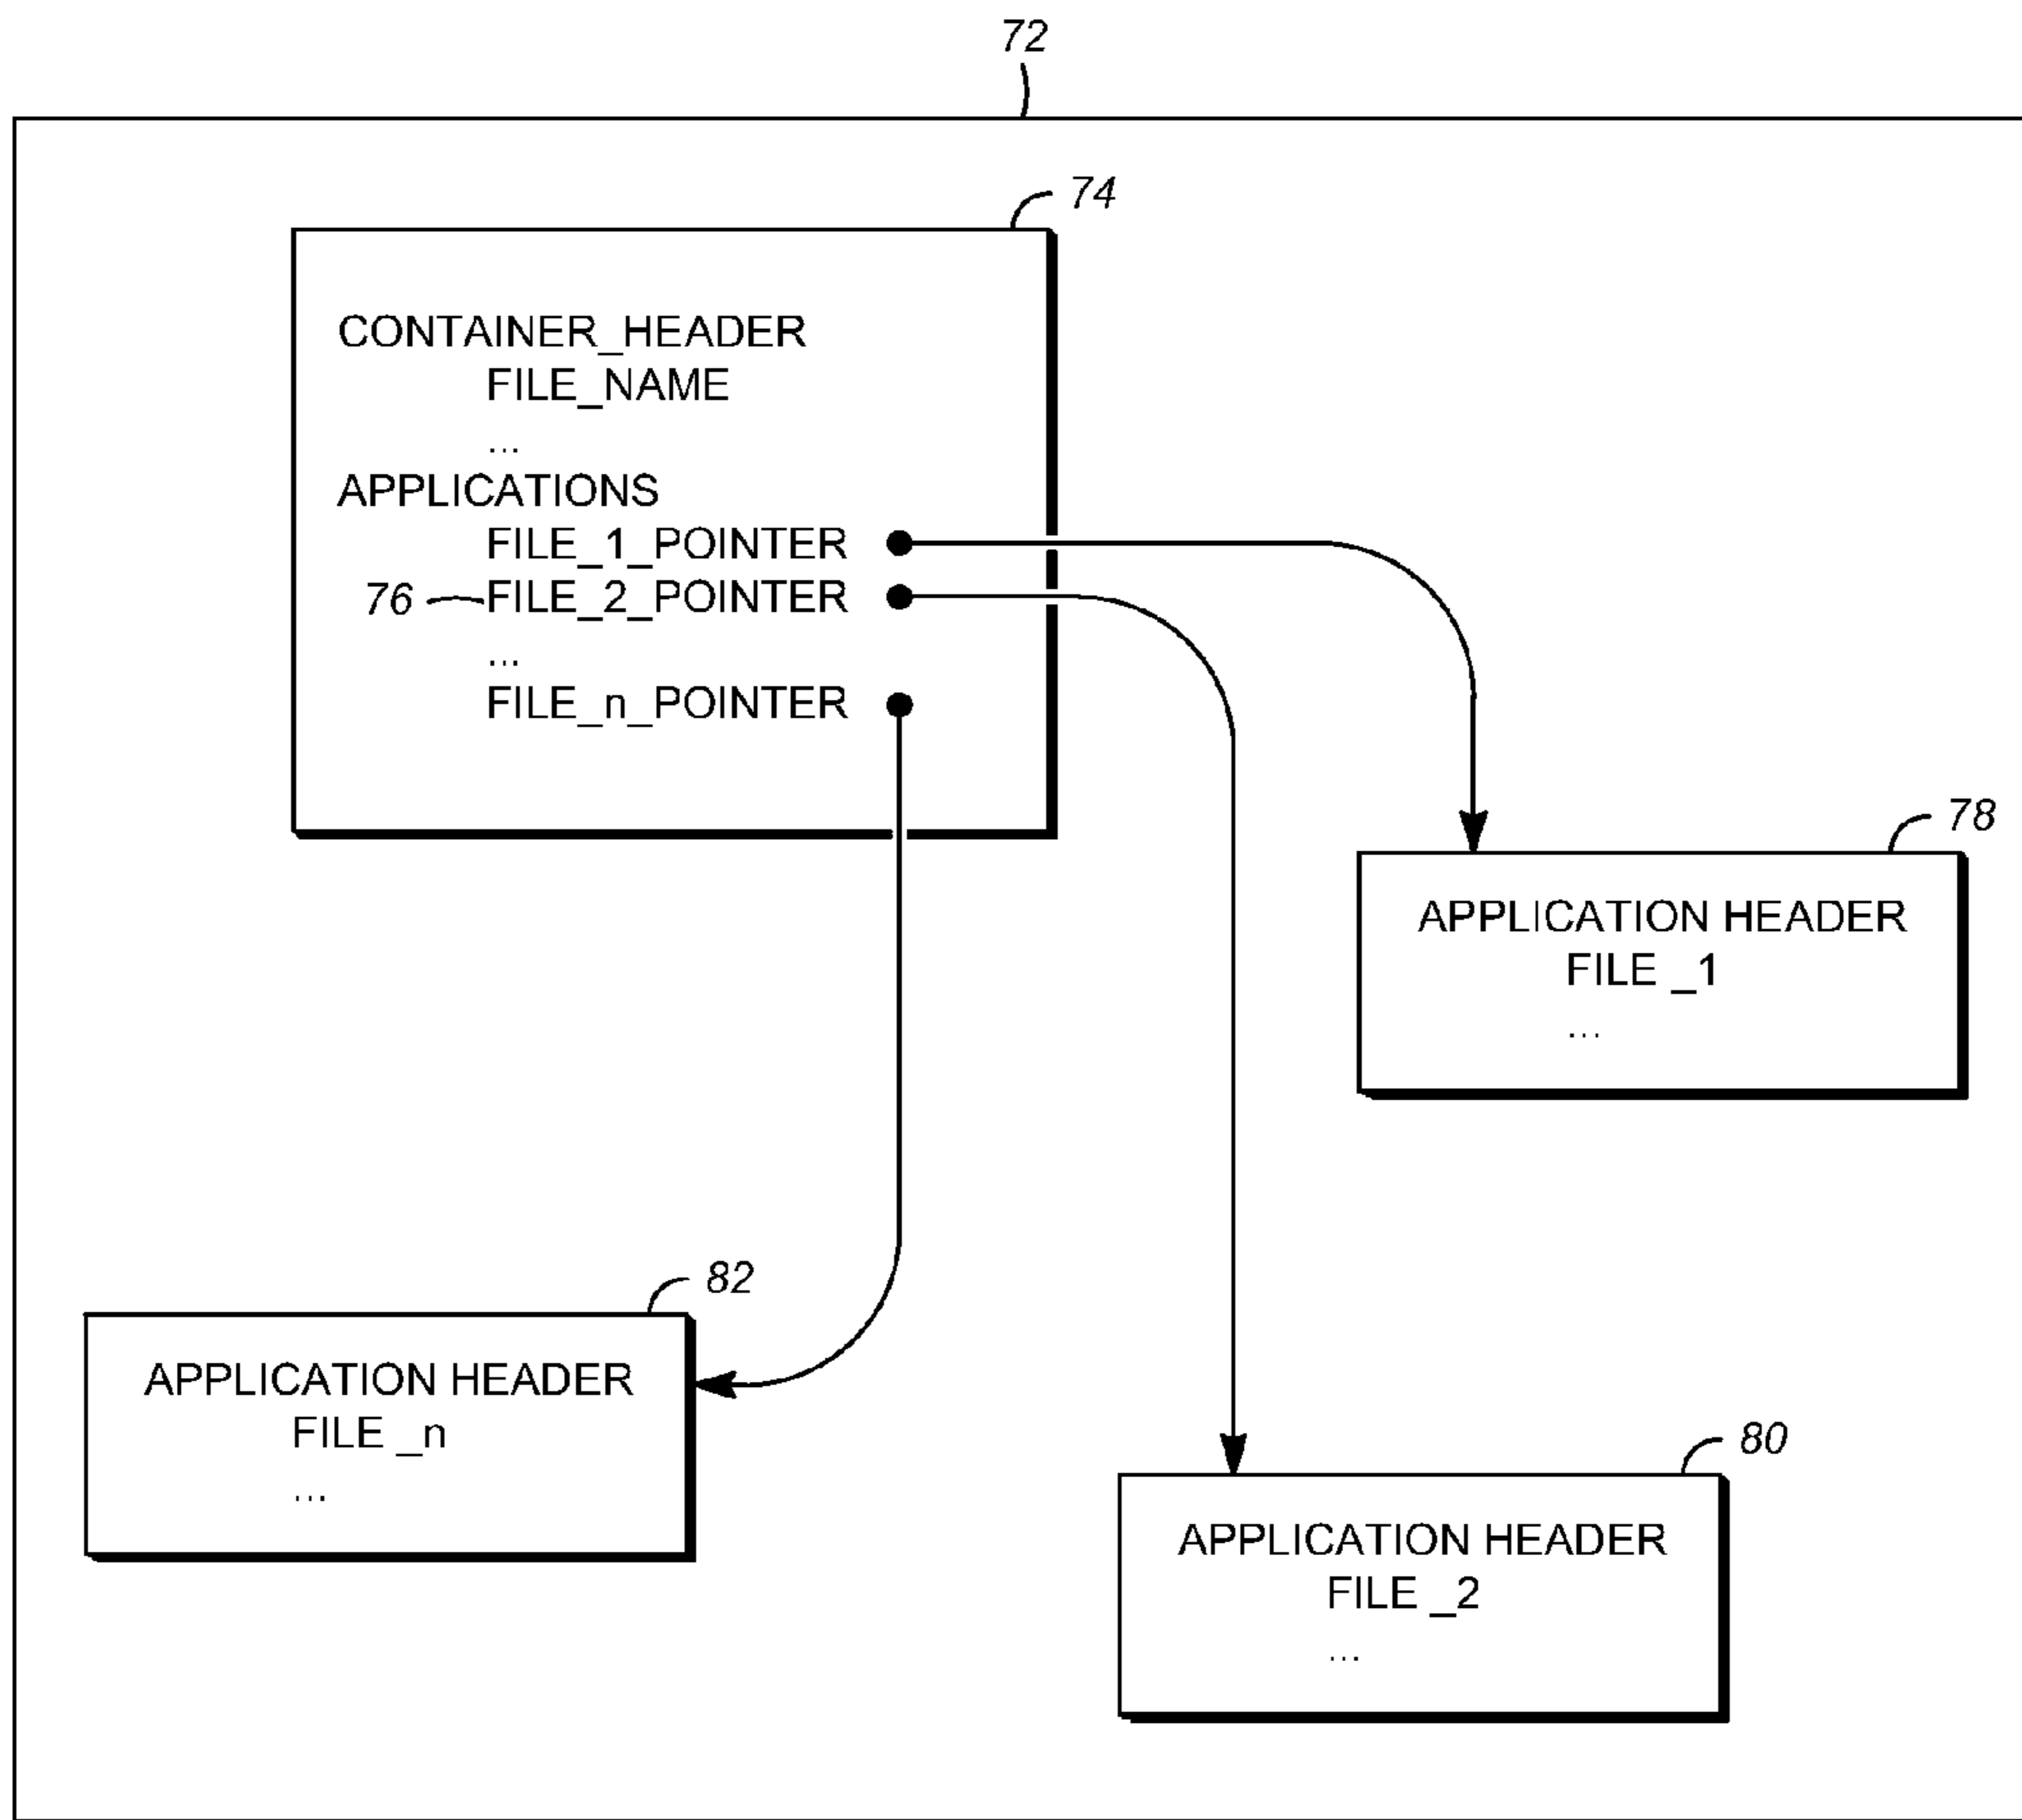 72
74
CONTAINER_HEADER
FILE_NAME
...
APPLICATIONS
FILE_1_POINTER
76 FILE_2_POINTER
...
FILE_n_POINTER
78
APPLICATION HEADER
FILE _1
...
82
APPLICATION HEADER
FILE _n
...
80
APPLICATION HEADER
FILE _2
...